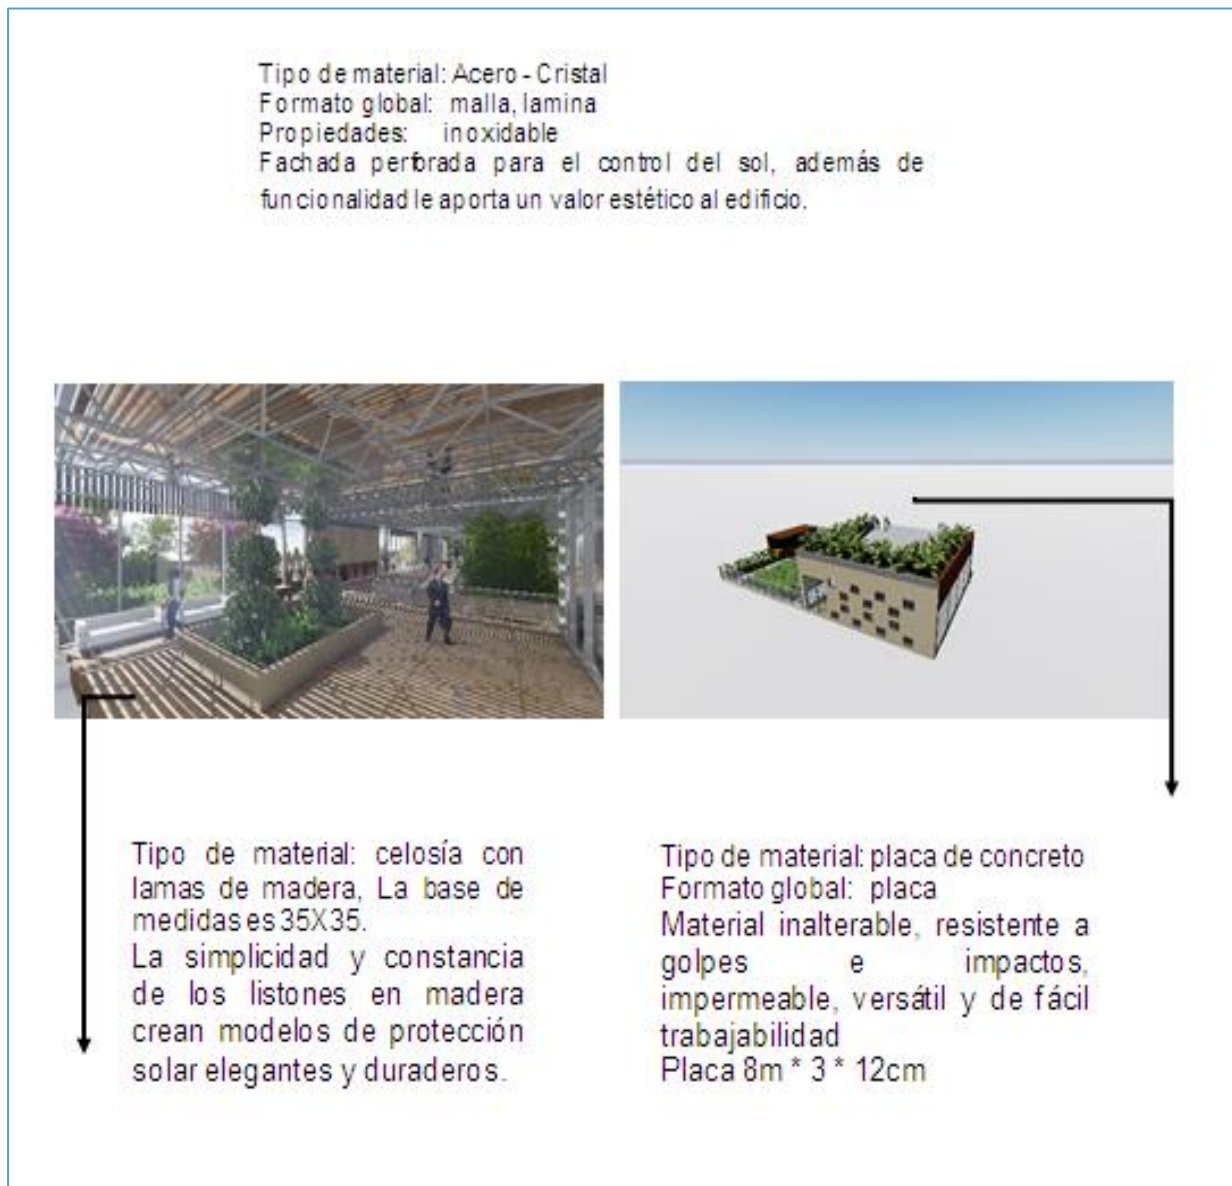 Tipo de material: Acero - Cristal
Formato global: malla, lamina
Propiedades: inoxidable
Fachada perforada para el control del sol, además de
funcionalidad le aporta un valor estético al edificio.
Tipo de material: celosía con
lamas de madera, La base de
medidas es 35X35.
La simplicidad y constancia
de los listones en madera
crean modelos de protección
solar elegantes y duraderos.
Tipo de material: placa de concreto
Formato global: placa
Material inalterable, resistente a
golpes e impactos,
impermeable, versátil y de fácil
trabajabilidad
Placa 8m * 3 * 12cm